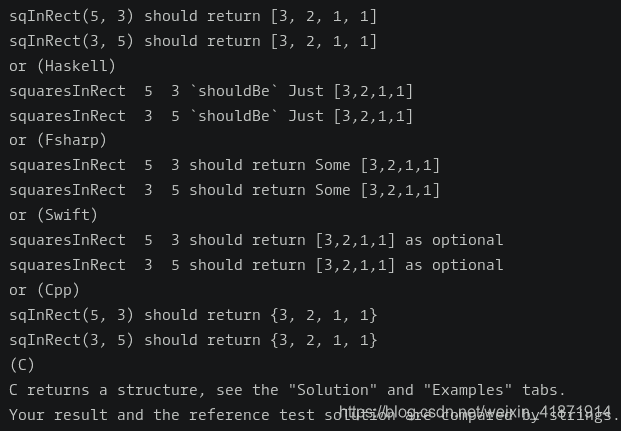 sqInRect(5, 3) should return [3, 2, 1, 1]
sqInRect(3, 5) should return [3, 2, 1, 1]
or (Haskell)
squaresInRect  5  3 `shouldBe` Just [3,2,1,1]
squaresInRect  3  5 `shouldBe` Just [3,2,1,1]
or (Fsharp)
squaresInRect  5  3 should return Some [3,2,1,1]
squaresInRect  3  5 should return Some [3,2,1,1]
or (Swift)
squaresInRect  5  3 should return [3,2,1,1] as optional
squaresInRect  3  5 should return [3,2,1,1] as optional
or (Cpp)
sqInRect(5, 3) should return {3, 2, 1, 1}
sqInRect(3, 5) should return {3, 2, 1, 1}
(C)
C returns a structure, see the "Solution" and "Examples" tabs.
Your result and the reference test solution are compared by strings.
https://blog.csdn.net/weixin_41871914